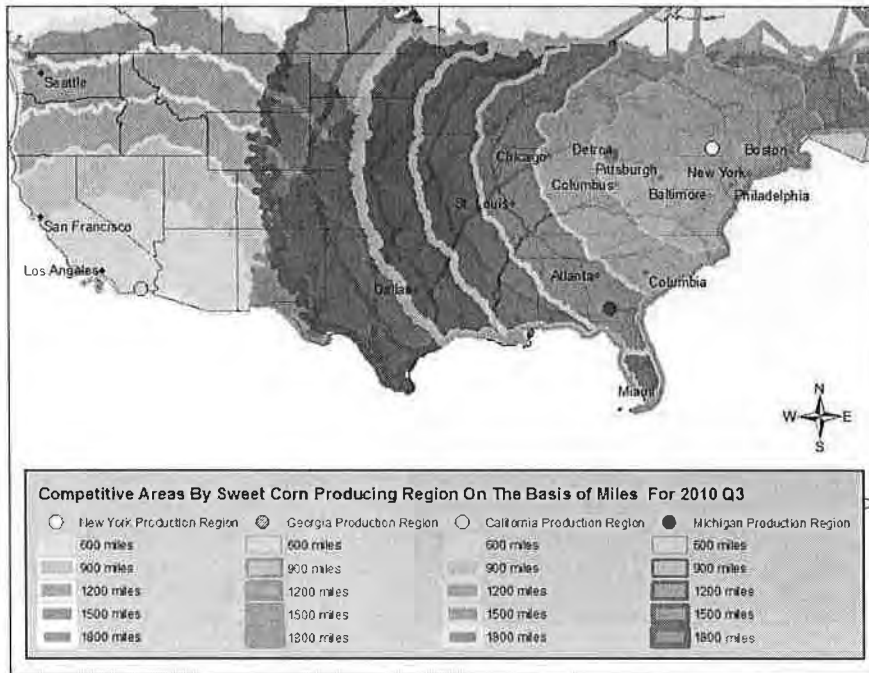 Seattle
Chicago
Detroit
Boston
Pittsburgh
New York
Columbus
Baltimore
Philadelphia
St. Louis
San Francisco
Los Angeles
Atlanta
Columbia
Dallas
Miami
N
W E
S
Competitive Areas By Sweet Corn Producing Region On The Basis of Miles For 2010 Q3
New York Production Region Georgia Production Region California Production Region Michigan Production Region
600 miles 600 miles 600 miles 600 miles
900 miles 900 miles 900 miles 900 miles
1200 miles 1200 miles 1200 miles 1200 miles
1500 miles 1500 miles 1500 miles 1500 miles
1800 miles 1800 miles 1800 miles 1800 miles